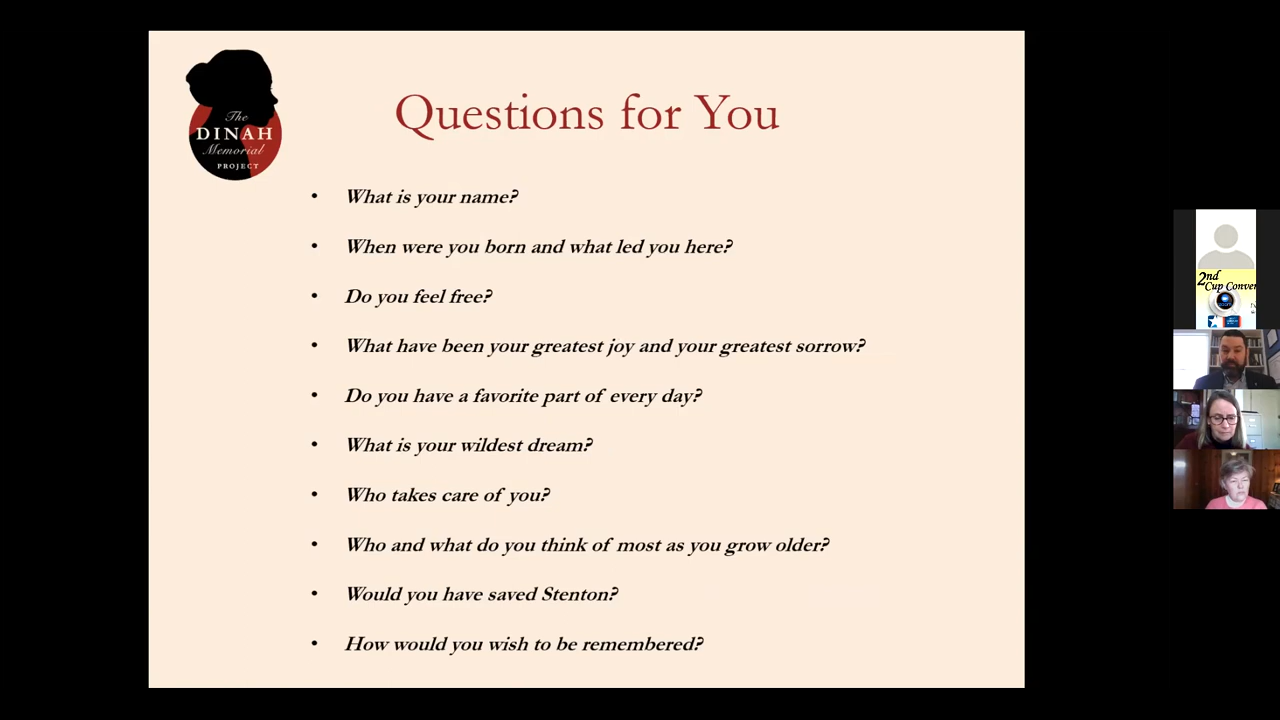 The
DINAH
Memorial
PROJECT
Questions for You
• What is your name?
• When were you born and what led you here?
• Do you feel free?
• What have been your greatest joy and your greatest sorrow?
• Do you have a favorite part of every day?
• What is your wildest dream?
• Who takes care of you?
• Who and what do you think of most as you grow older?
• Would you have saved Stenton?
• How would you wish to be remembered?
2nd
Cup Conver